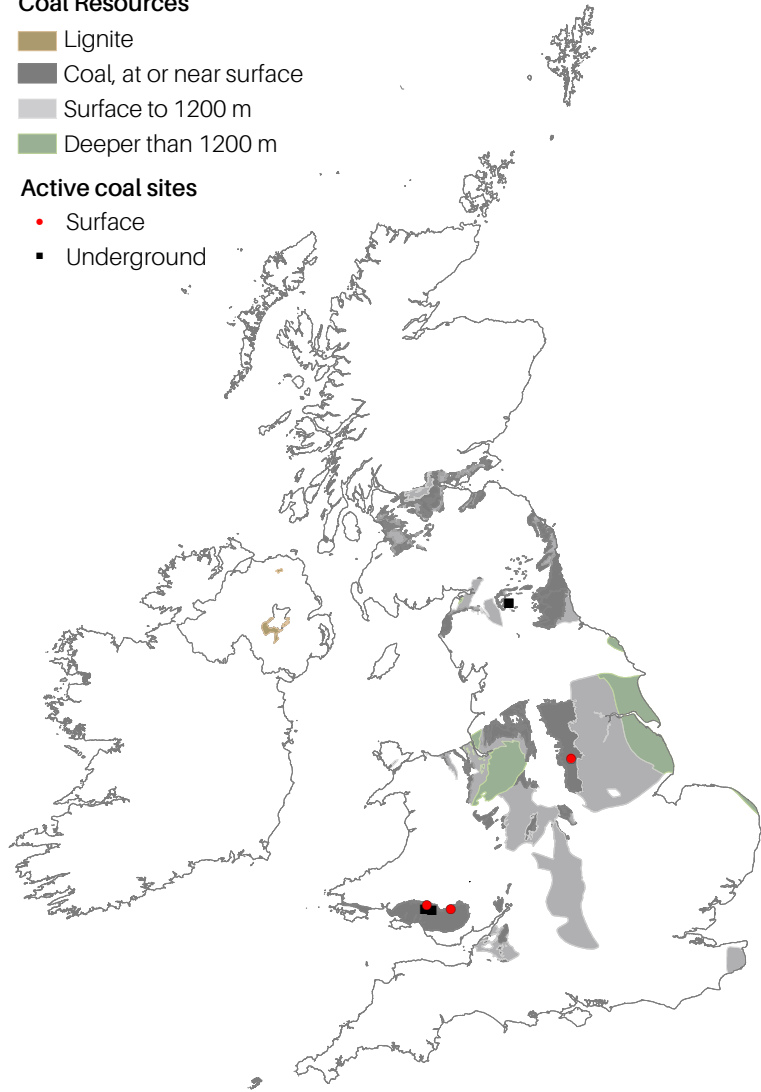 Coal Resources
Lignite
Coal, at or near surface
Surface to 1200 m
Deeper than 1200 m
Active coal sites
Surface
Underground